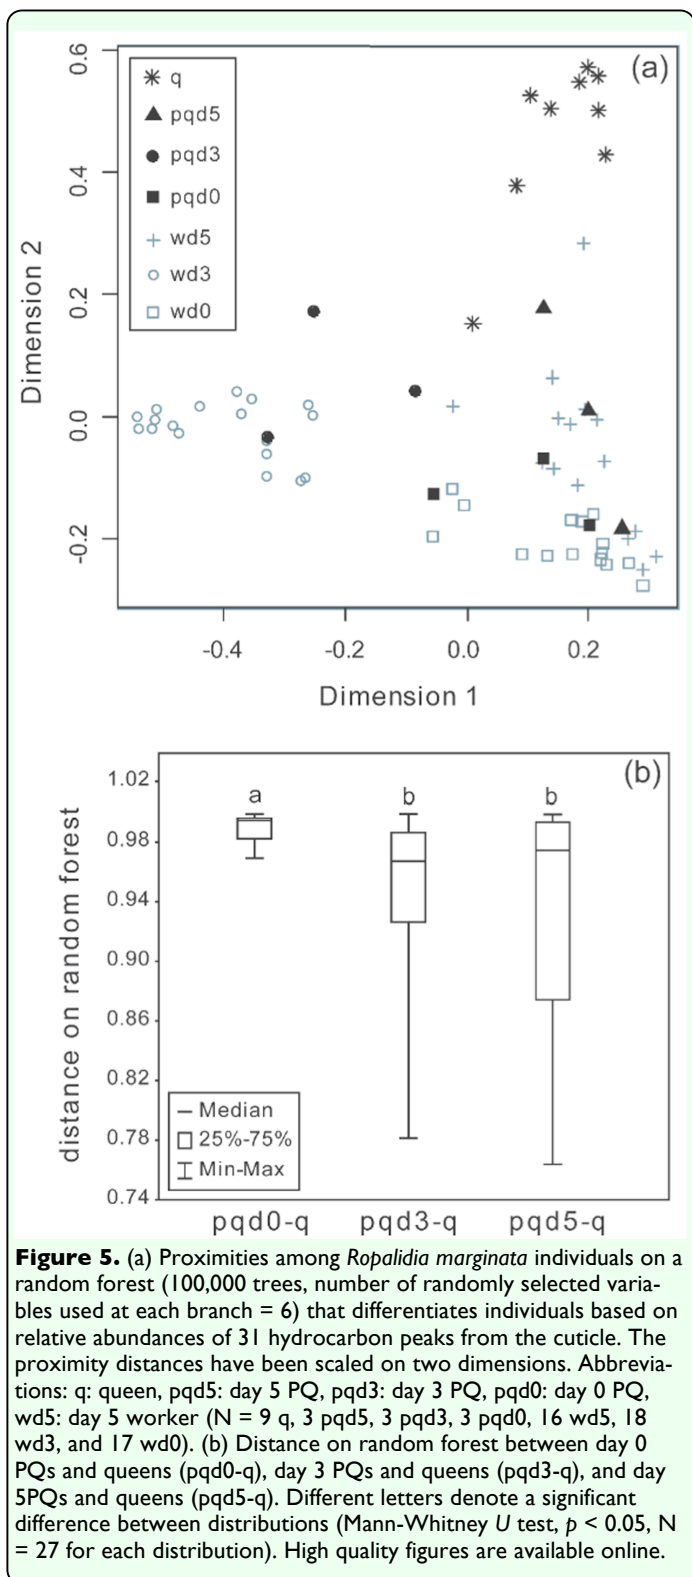 (a)
0.6
0.4
0.2
0.0
-0.2
Dimension 2
q
pqd5
pqd3
pqd0
wd5
wd3
wd0
-0.4 -0.2 0.0 0.2
Dimension 1
(b)
1.02
0.98
0.94
0.90
0.86
0.82
0.78
0.74
distance on random forest
a b b
Median
25%-75%
Min-Max
pqd0-q pqd3-q pqd5-q
Figure 5. (a) Proximities among Ropalidia marginata individuals on a
random forest (100,000 trees, number of randomly selected varia-
bles used at each branch = 6) that differentiates individuals based on
relative abundances of 31 hydrocarbon peaks from the cuticle. The
proximity distances have been scaled on two dimensions. Abbrevia-
tions: q: queen, pqd5: day 5 PQ, pqd3: day 3 PQ, pqd0: day 0 PQ,
wd5: day 5 worker (N = 9 q, 3 pqd5, 3 pqd3, 3 pqd0, 16 wd5, 18
wd3, and 17 wd0). (b) Distance on random forest between day 0
PQs and queens (pqd0-q), day 3 PQs and queens (pqd3-q), and day
5PQs and queens (pqd5-q). Different letters denote a significant
difference between distributions (Mann-Whitney U test, p < 0.05, N
= 27 for each distribution). High quality figures are available online.